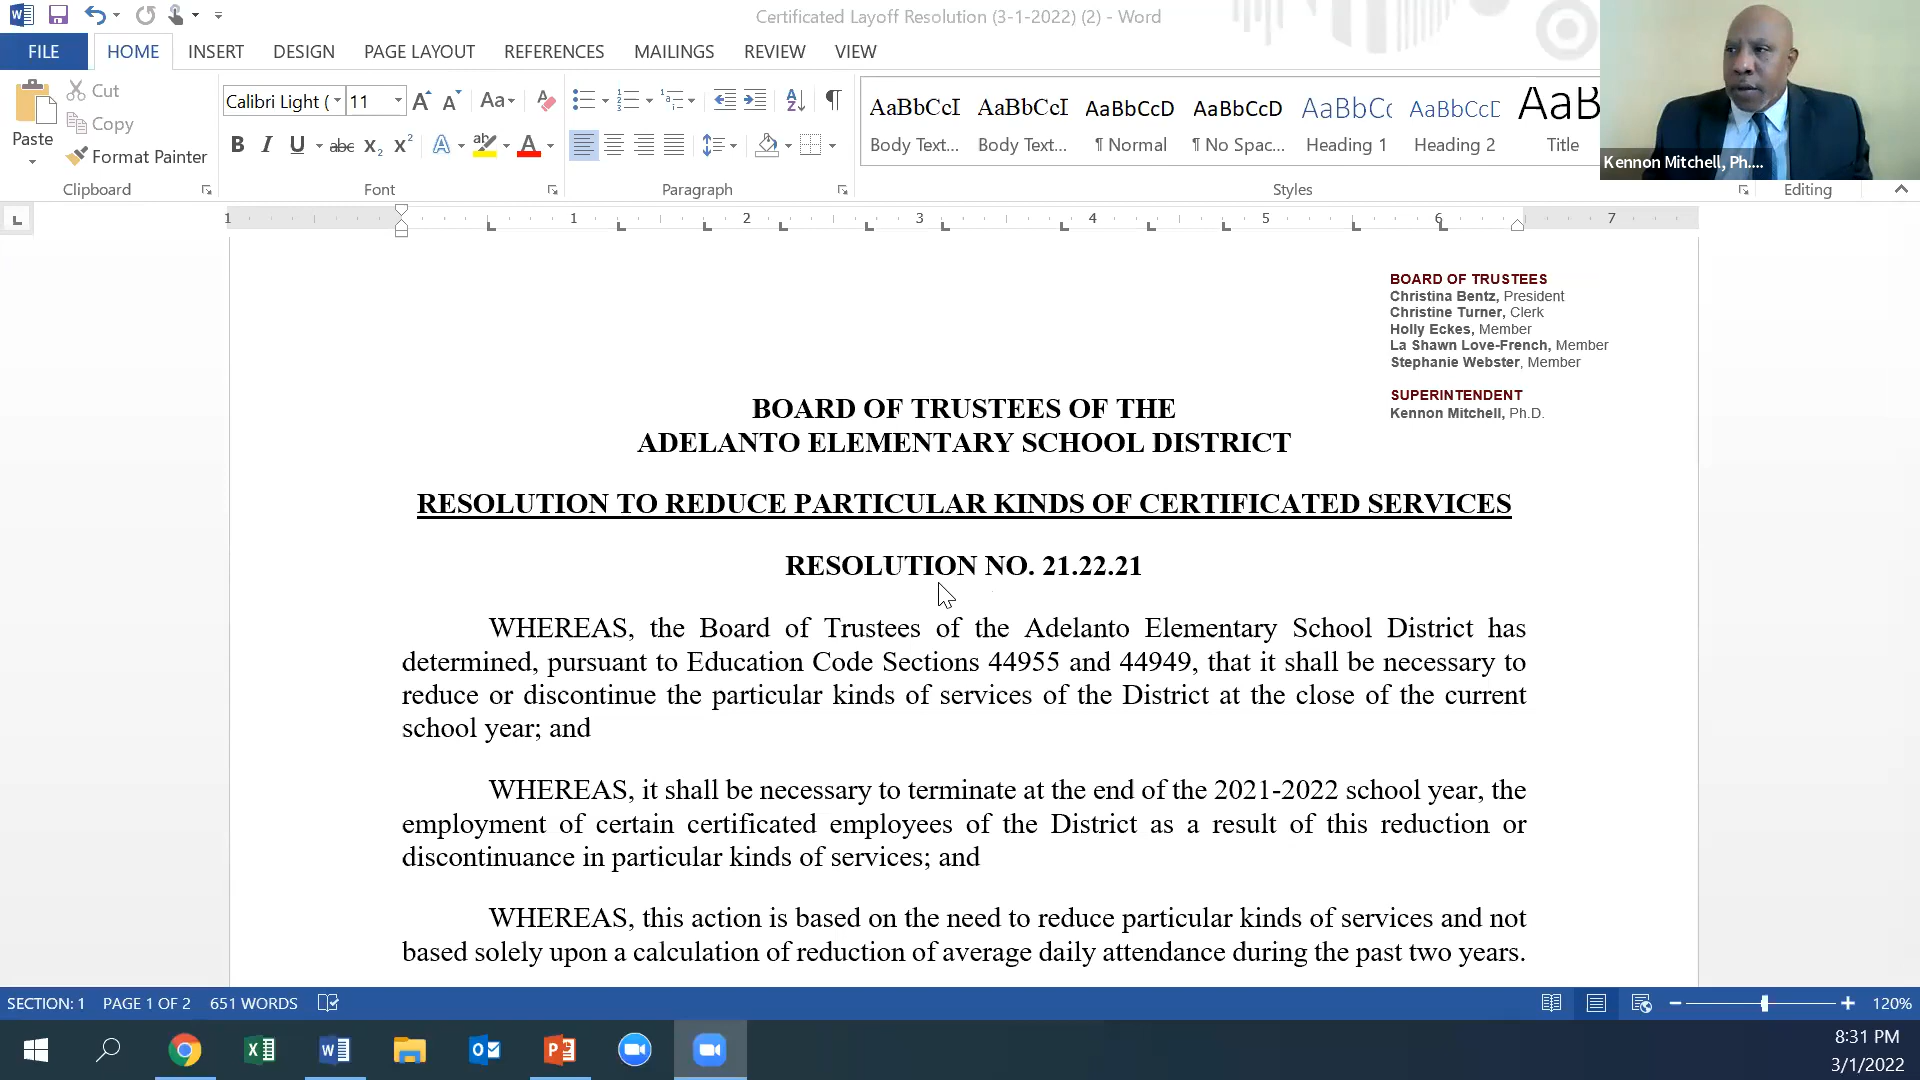 Certificated Layoff Resolution (3-1-2022) (2) - Word
FILE HOME INSERT DESIGN PAGE LAYOUT REFERENCES MAILINGS REVIEW VIEW
Paste
Cut
Copy
Format Painter
Calibri Light ( 11
AaBbCcI AaBbCcI AaBbCcD AaBbCcD AaBbCc AaBbCcD AaB
Body Text... Body Text... ¶ Normal ¶ No Spac... Heading 1 Heading 2 Title
Clipboard Font Paragraph Styles Editing
Kennon Mitchell, Ph....
1 1 2 3 4 5 6 7
BOARD OF TRUSTEES
Christina Bentz, President
Christine Turner, Clerk
Holly Eckes, Member
La Shawn Love-French, Member
Stephanie Webster, Member
SUPERINTENDENT
Kennon Mitchell, Ph.D.
BOARD OF TRUSTEES OF THE
ADELANTO ELEMENTARY SCHOOL DISTRICT
RESOLUTION TO REDUCE PARTICULAR KINDS OF CERTIFICATED SERVICES
RESOLUTION NO. 21.22.21
WHEREAS, the Board of Trustees of the Adelanto Elementary School District has
determined, pursuant to Education Code Sections 44955 and 44949, that it shall be necessary to
reduce or discontinue the particular kinds of services of the District at the close of the current
school year; and
WHEREAS, it shall be necessary to terminate at the end of the 2021-2022 school year, the
employment of certain certificated employees of the District as a result of this reduction or
discontinuance in particular kinds of services; and
WHEREAS, this action is based on the need to reduce particular kinds of services and not
based solely upon a calculation of reduction of average daily attendance during the past two years.
SECTION: 1 PAGE 1 OF 2 651 WORDS
120%
8:31 PM
3/1/2022